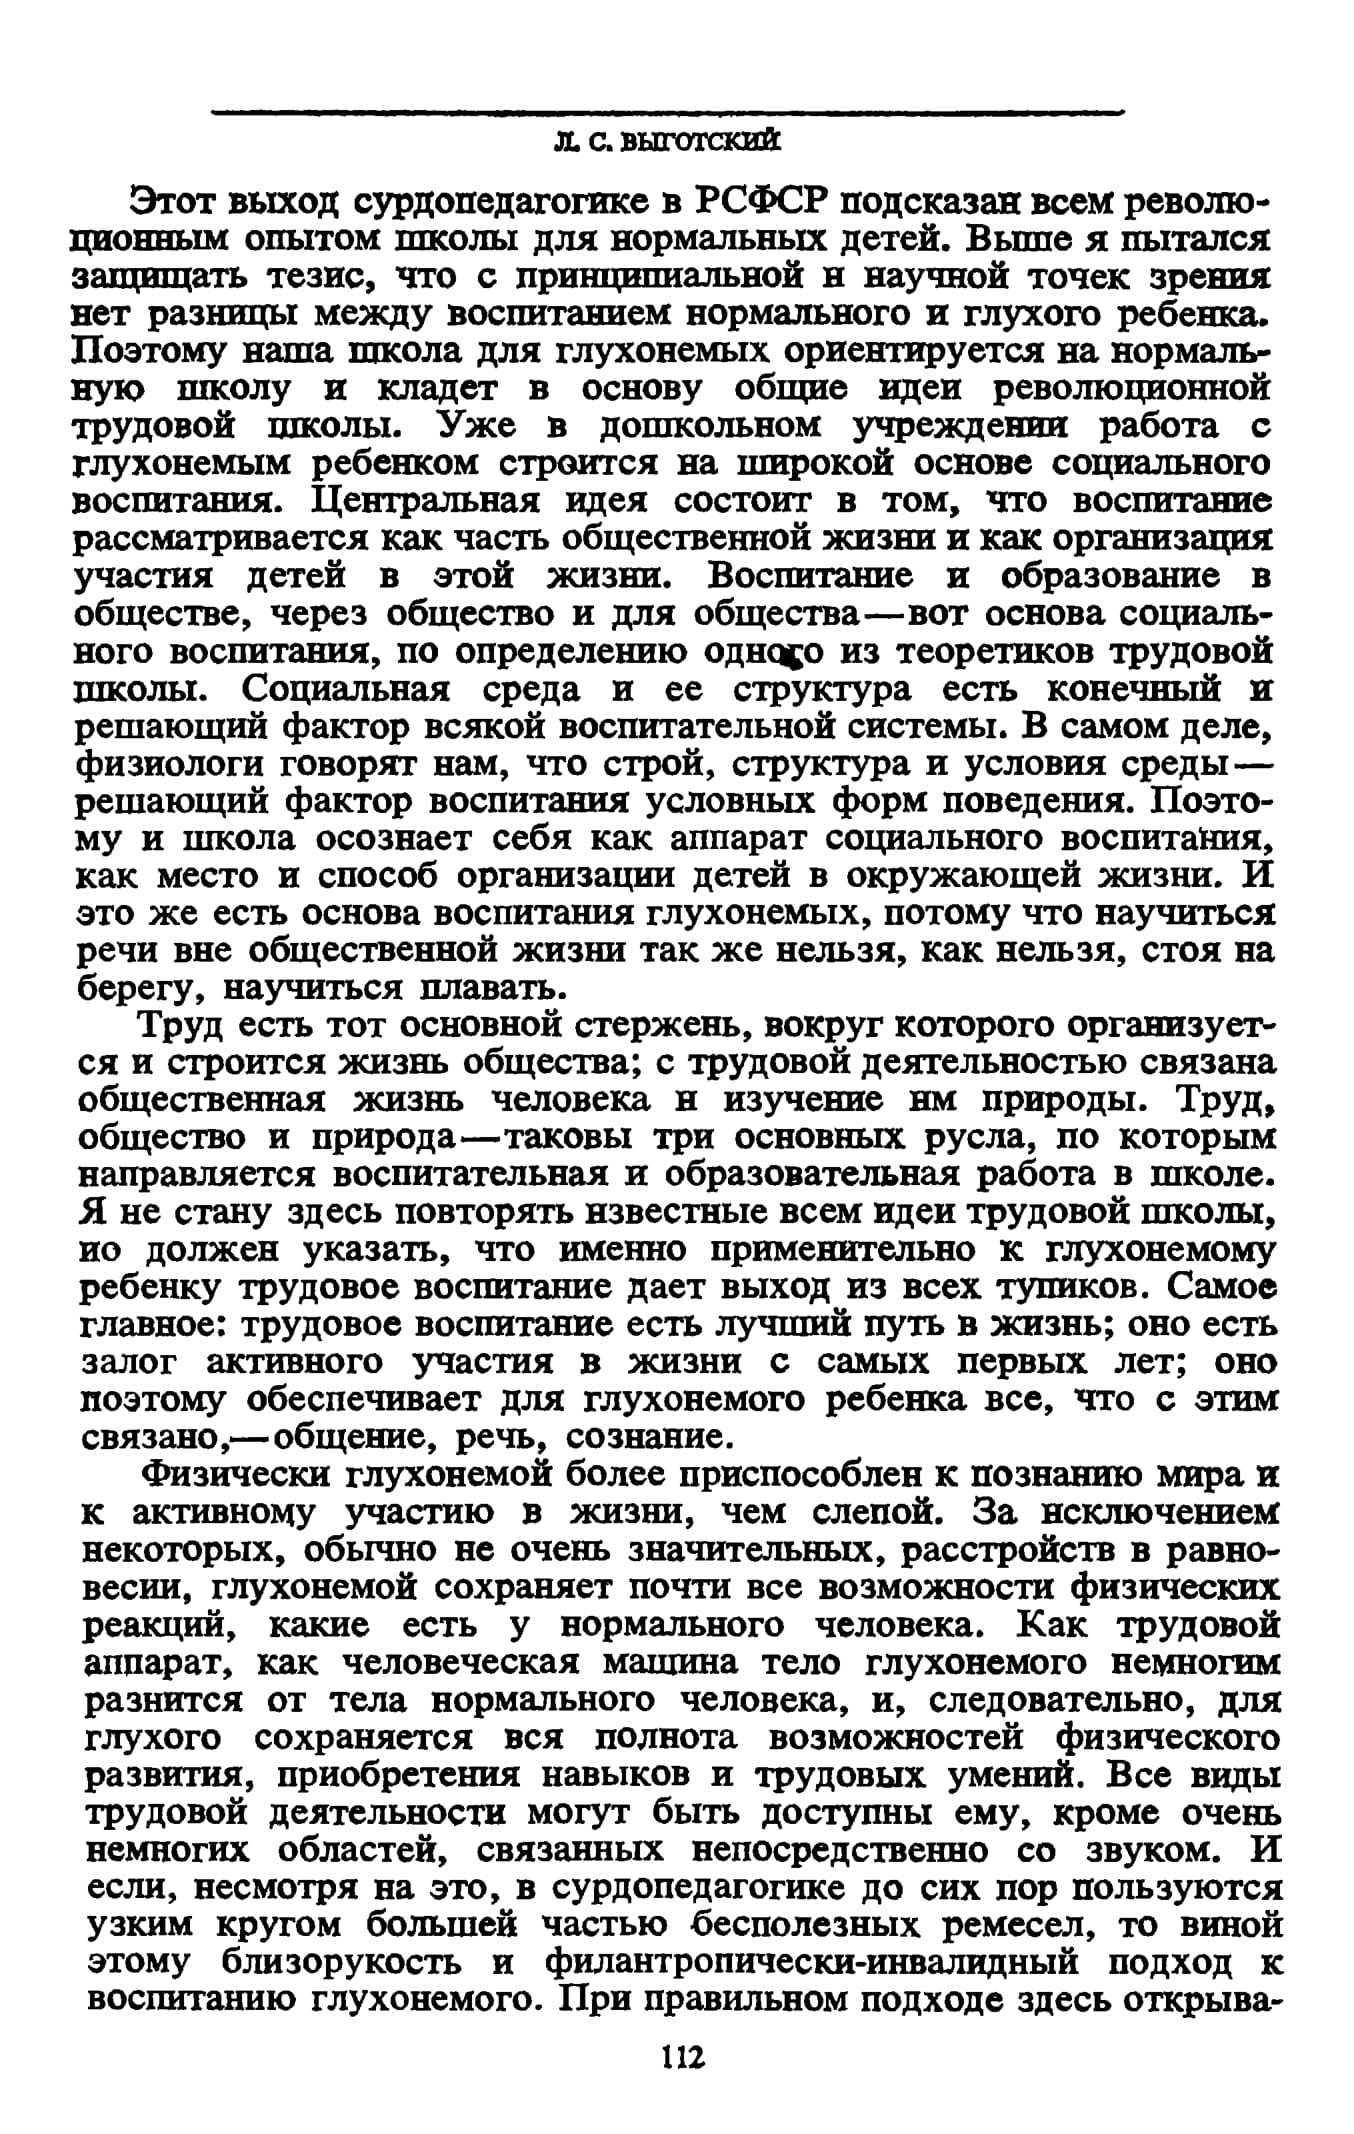 Л. С. ВЫГОТСКИЙ
Этот выход сурдопедагогике в РСФСР подсказан всем револю-
ционным опытом школы для нормальных детей. Выше я пытался
защищать тезис, что с принципиальной н научной точек зрения
нет разницы между воспитанием нормального и глухого ребенка.
Поэтому наша школа для глухонемых ориентируется на нормаль-
ную школу и кладет в основу общие идеи революционной
трудовой школы. Уже в дошкольном учреждении работа с
глухонемым ребенком строится на широкой основе социального
воспитания. Центральная идея состоит в том, что воспитание
рассматривается как часть общественной жизни и как организация
участия детей в этой жизни. Воспитание и образование в
обществе, через общество и для общества—вот основа социаль-
ного воспитания, по определению одного из теоретиков трудовой
школы. Социальная среда и ее структура есть конечный и
решающий фактор всякой воспитательной системы. В самом деле,
физиологи говорят нам, что строй, структура и условия среды—
решающий фактор воспитания условных форм поведения. Поэто-
му и школа осознает себя как аппарат социального воспитания,
как место и способ организации детей в окружающей жизни. И
это же есть основа воспитания глухонемых, потому что научиться
речи вне общественной жизни так же нельзя, как нельзя, стоя на
берегу, научиться плавать.
Труд есть тот основной стержень, вокруг которого организует-
ся и строится жизнь общества; с трудовой деятельностью связана
общественная жизнь человека н изучение нм природы. Труд,
общество и природа—таковы три основных русла, по которым
направляется воспитательная и образовательная работа в школе.
Я не стану здесь повторять нзвестные всем идеи трудовой школы,
ио должен указать, что именно применительно к глухонемому
ребенку трудовое воспитание дает выход из всех тупиков. Самое
главное: трудовое воспитание есть лучший путь в жизнь; оно есть
залог активного участия в жизни с самых первых лет; оно
поэтому обеспечивает для глухонемого ребенка все, что с этим
связано,—общение, речь, сознание.
Физически глухонемой более приспособлен к познанию мира и
к активному участию в жизни, чем слепой. За нсключением
некоторых, обычно не очень значительных, расстройств в равно-
весии, глухонемой сохраняет почти все возможности физических
реакций, какие есть у нормального человека. Как трудовой
аппарат, как человеческая машина тело глухонемого немногим
разнится от тела нормального человека, и, следовательно, для
глухого сохраняется вся полнота возможностей физического
развития, приобретения навыков и трудовых умений. Все виды
трудовой деятельности могут быть доступны ему, кроме очень
немногих областей, связанных непосредственно со звуком. И
если, несмотря на это, в сурдопедагогике до сих пор пользуются
узким кругом большей частью бесполезных ремесел, то виной
этому близорукость и филантропически-инвалидный подход к
воспитанию глухонемого. При правильном подходе здесь открыва-
112